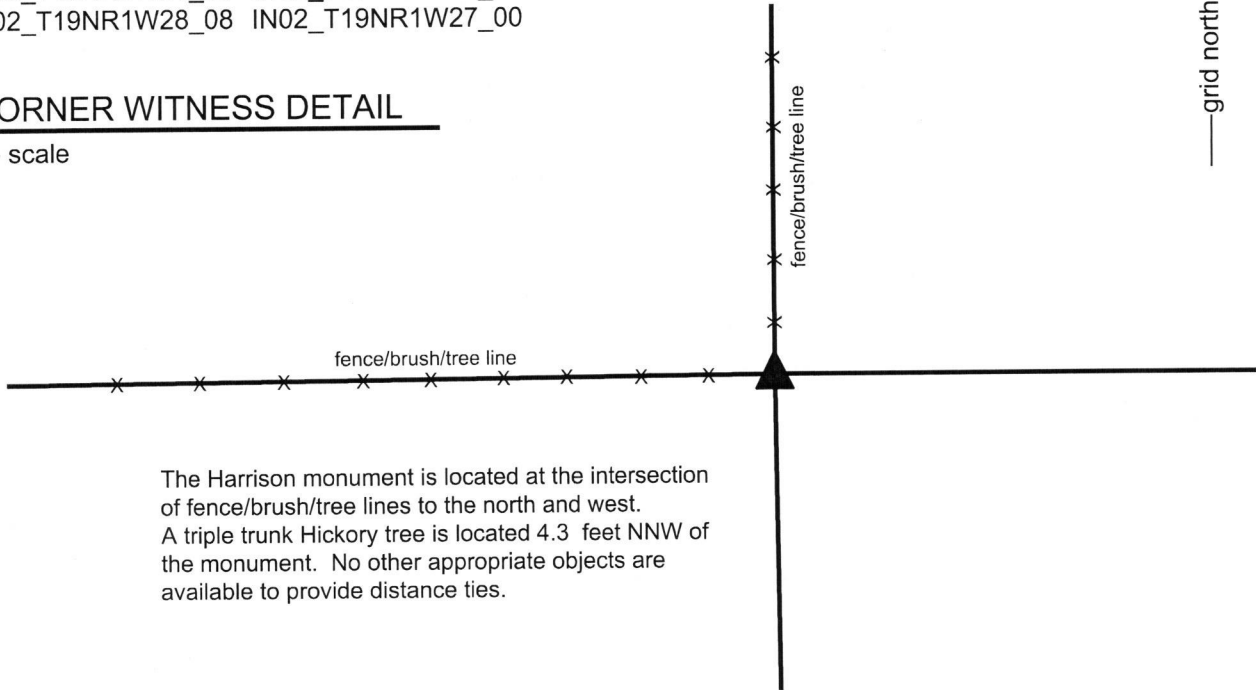 02_T19NR1W28_08 IN02_T19NR1W27_00
ORNER WITNESS DETAIL
scale
grid north
fence/brush/tree line
fence/brush/tree line
The Harrison monument is located at the intersection
of fence/brush/tree lines to the north and west.
A triple trunk Hickory tree is located 4.3 feet NNW of
the monument. No other appropriate objects are
available to provide distance ties.